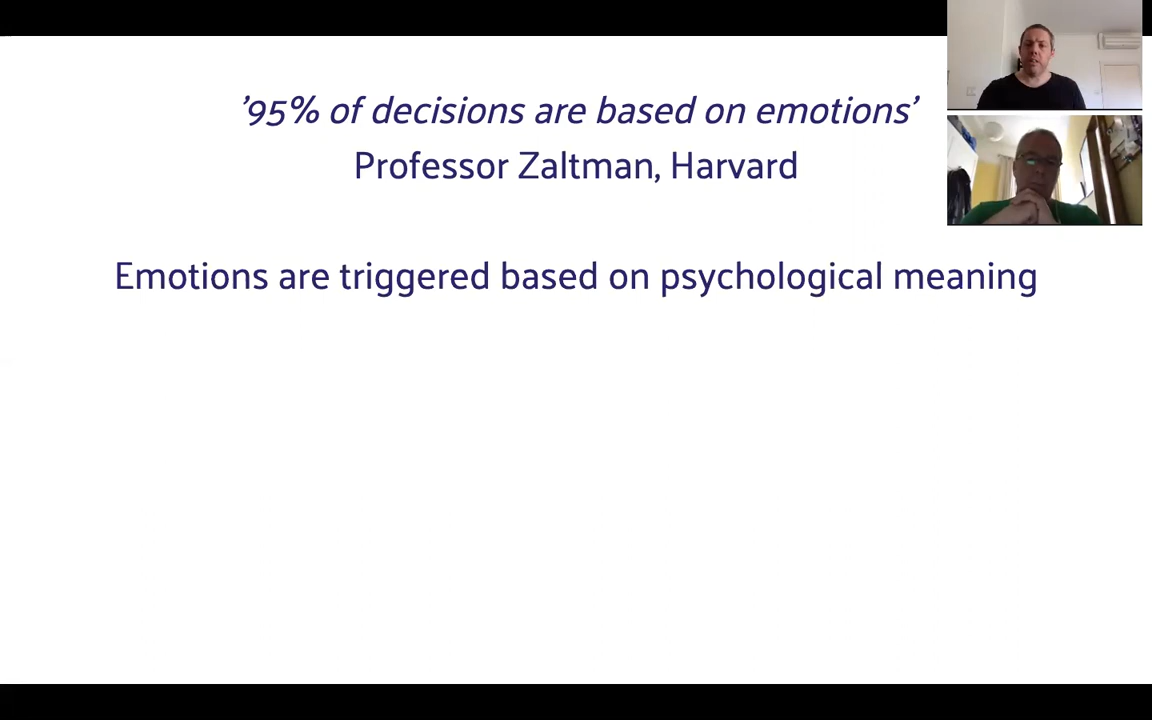 ’95% of decisions are based on emotions’
Professor Zaltman, Harvard
Emotions are triggered based on psychological meaning